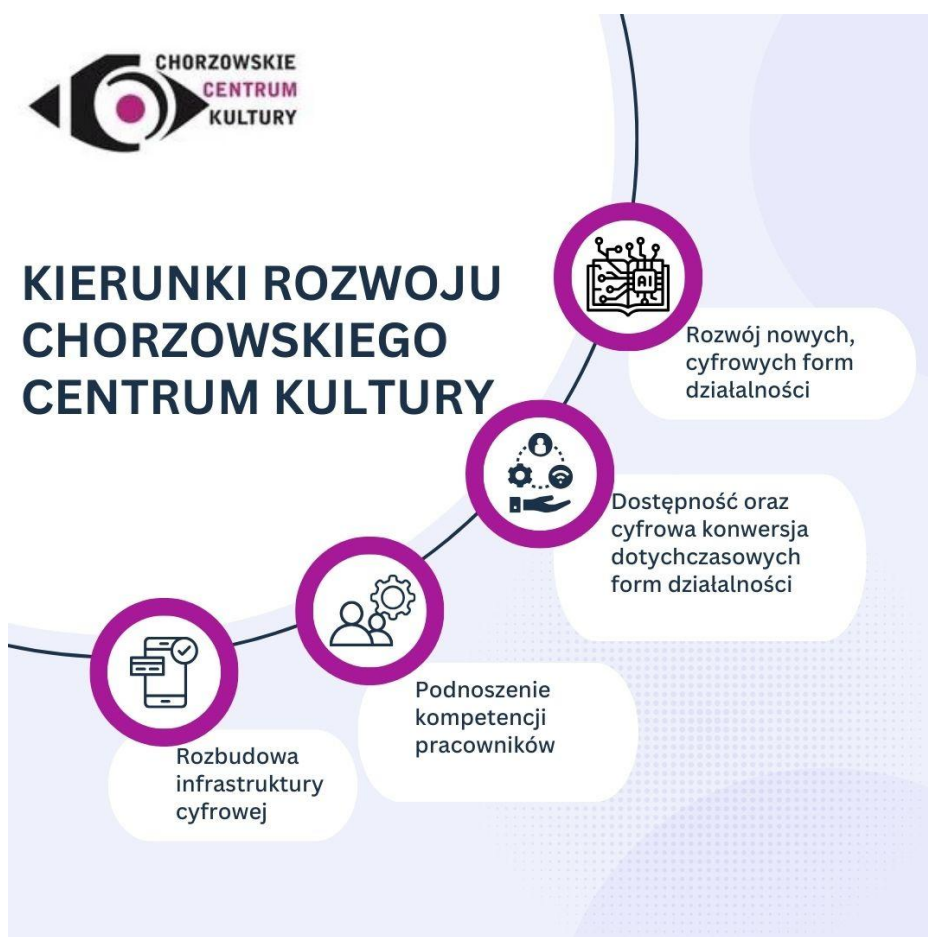 CHORZOWSKIE
CENTRUM
KULTURY
KIERUNKI ROZWOJU
CHORZOWSKIEGO
CENTRUM KULTURY
AI
Rozwój nowych,
cyfrowych form
działalności
Dostępność oraz
cyfrowa konwersja
dotychczasowych
form działalności
Podnoszenie
kompetencji
pracowników
Rozbudowa
infrastruktury
cyfrowej